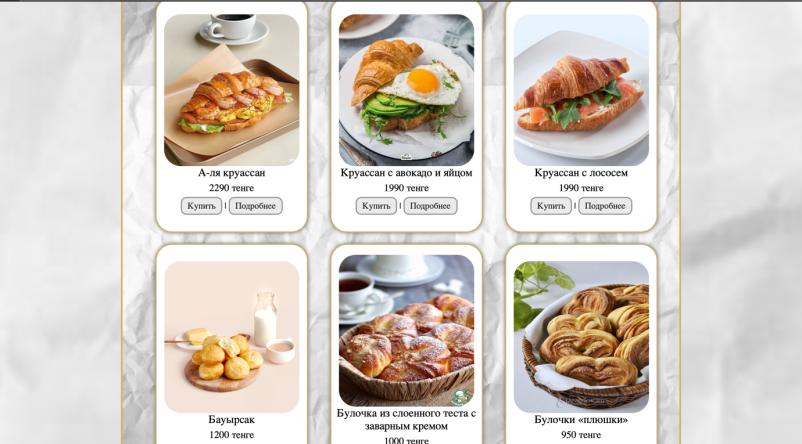 А-ля круассан
2290 тенге
Купить | Подробнее
Круассан с авокадо и яйцом
1990 тенге
Купить | Подробнее
Круассан с лососем
1990 тенге
Купить | Подробнее
Бауырсак
1200 тенге
Булочка из слоенного теста с
заварным кремом
1000 тенге
Булочки «плюшки»
950 тенге